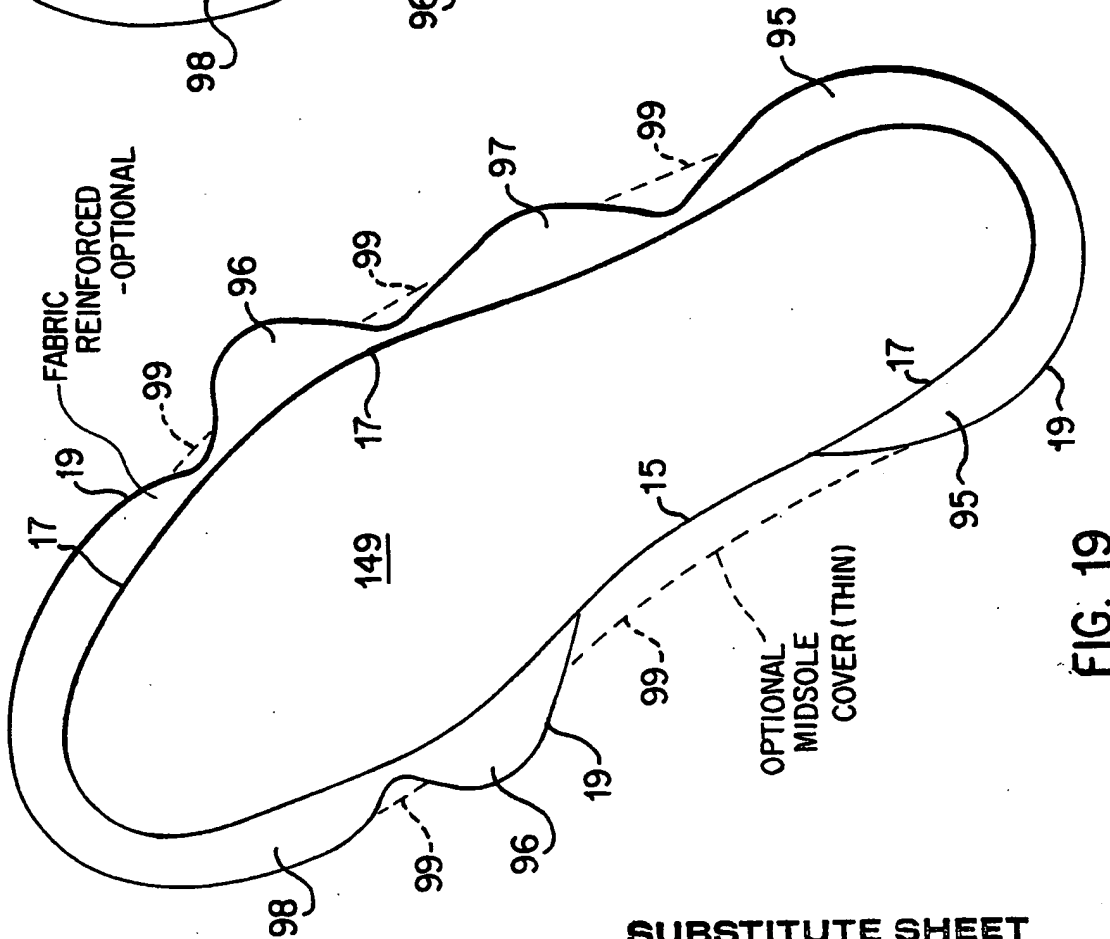 98
96
95
99
97
99
FABRIC
REINFORCED
-OPTIONAL
96
99
19
17
17
149
15
17
95
19
99
OPTIONAL
MIDSOLE
COVER (THIN)
19
96
99
98
FIG. 19
SUBSTITUTE SHEET